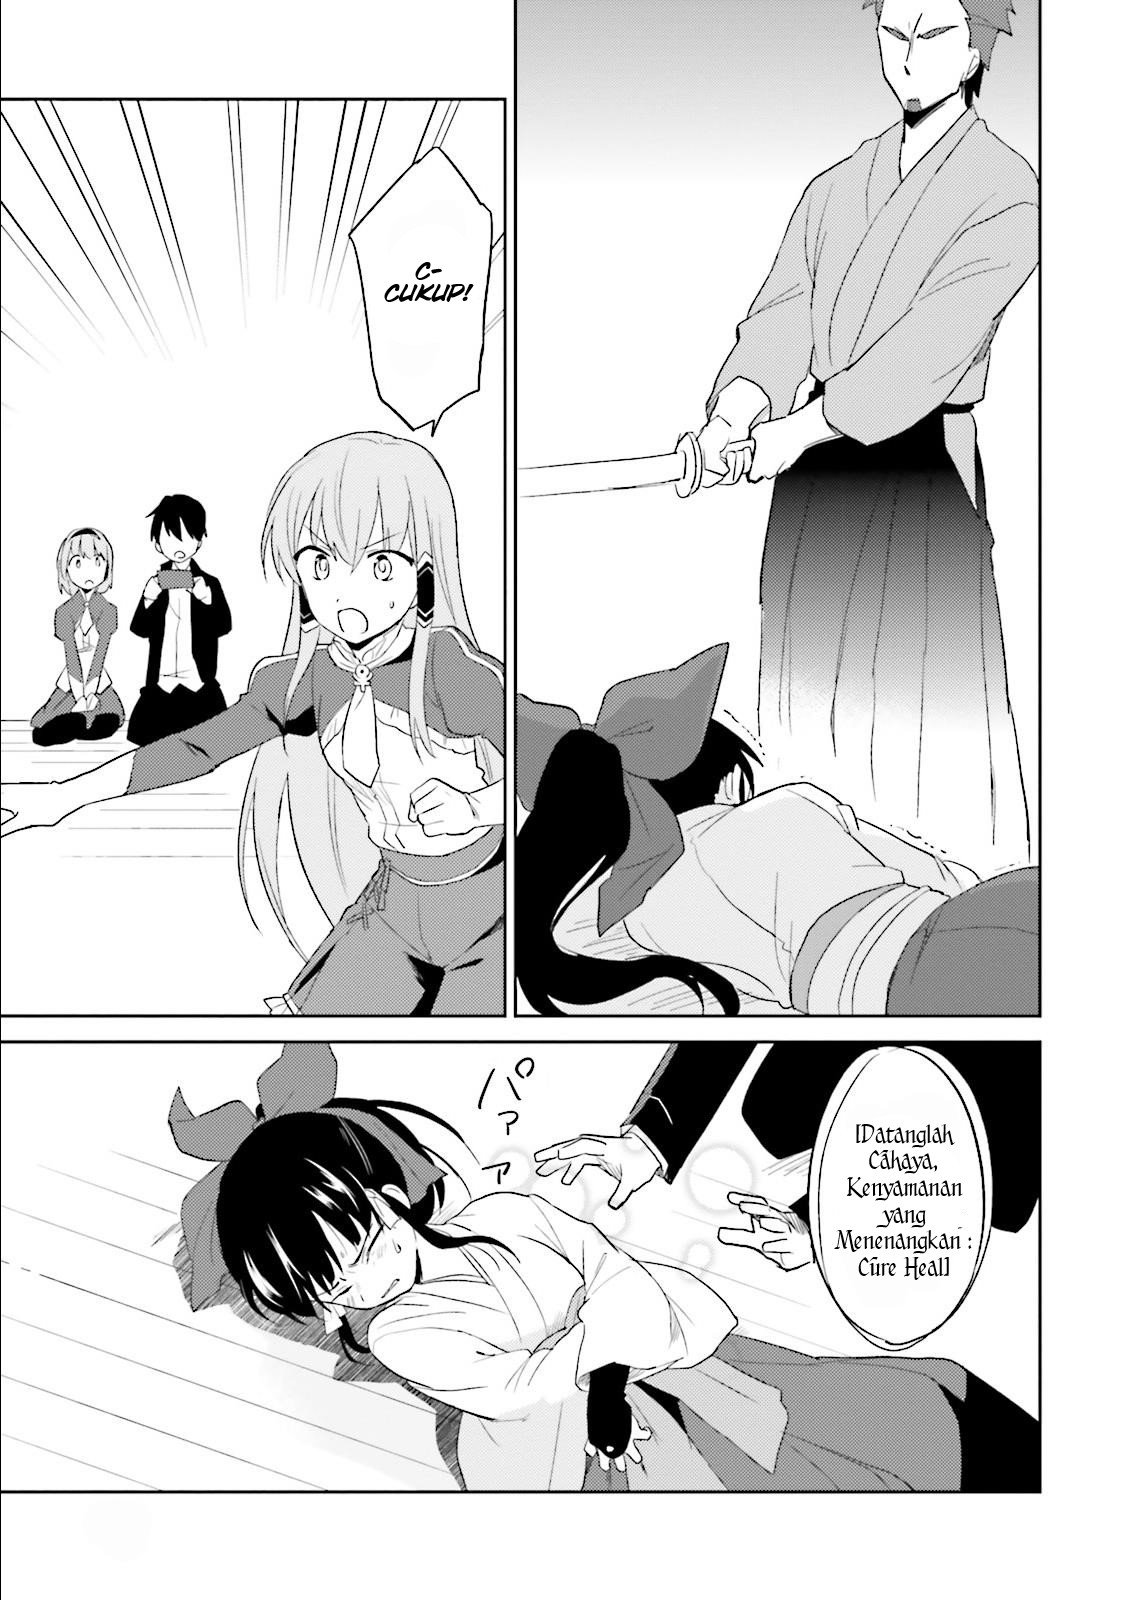 C-
CUKUP!
パァァ
[Datanglah
Cahaya,
Kenyamanan
yang
Menenangkan :
Cure Heal]